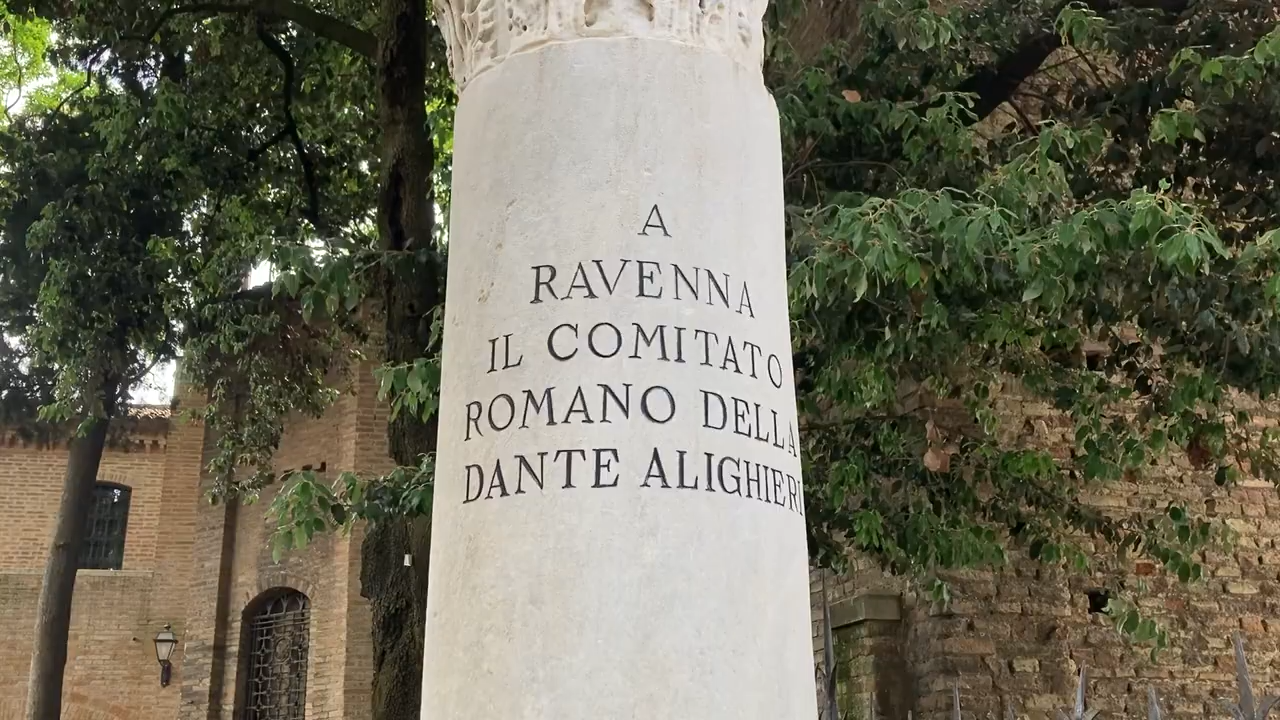 A
RAVENNA
IL COMITATO
ROMANO DELLA
DANTE ALIGHIERI